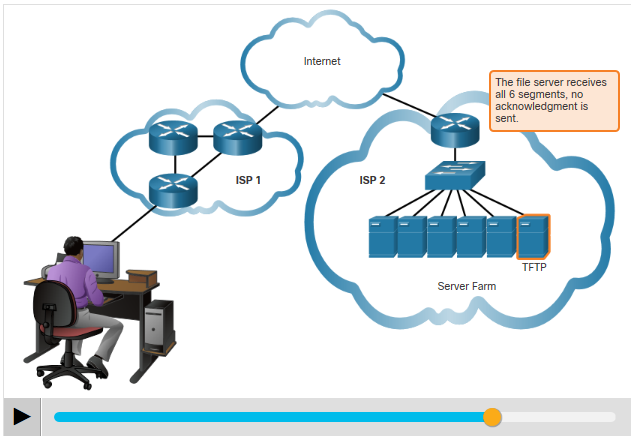 Internet
The file server receives
all 6 segments, no
acknowledgment is
sent.
ISP 1
ISP 2
TFTP
Server Farm